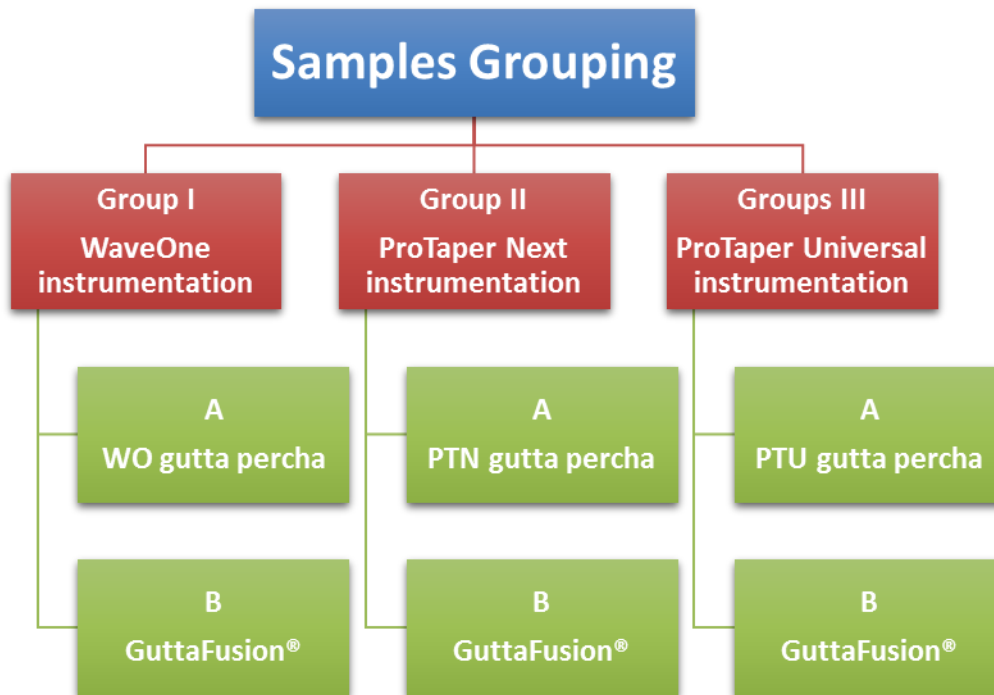 Samples Grouping
Group I
WaveOne
instrumentation
Group II
ProTaper Next
instrumentation
Groups III
ProTaper Universal
instrumentation
A
WO gutta percha
A
PTN gutta percha
A
PTU gutta percha
B
GuttaFusion®
B
GuttaFusion®
B
GuttaFusion®